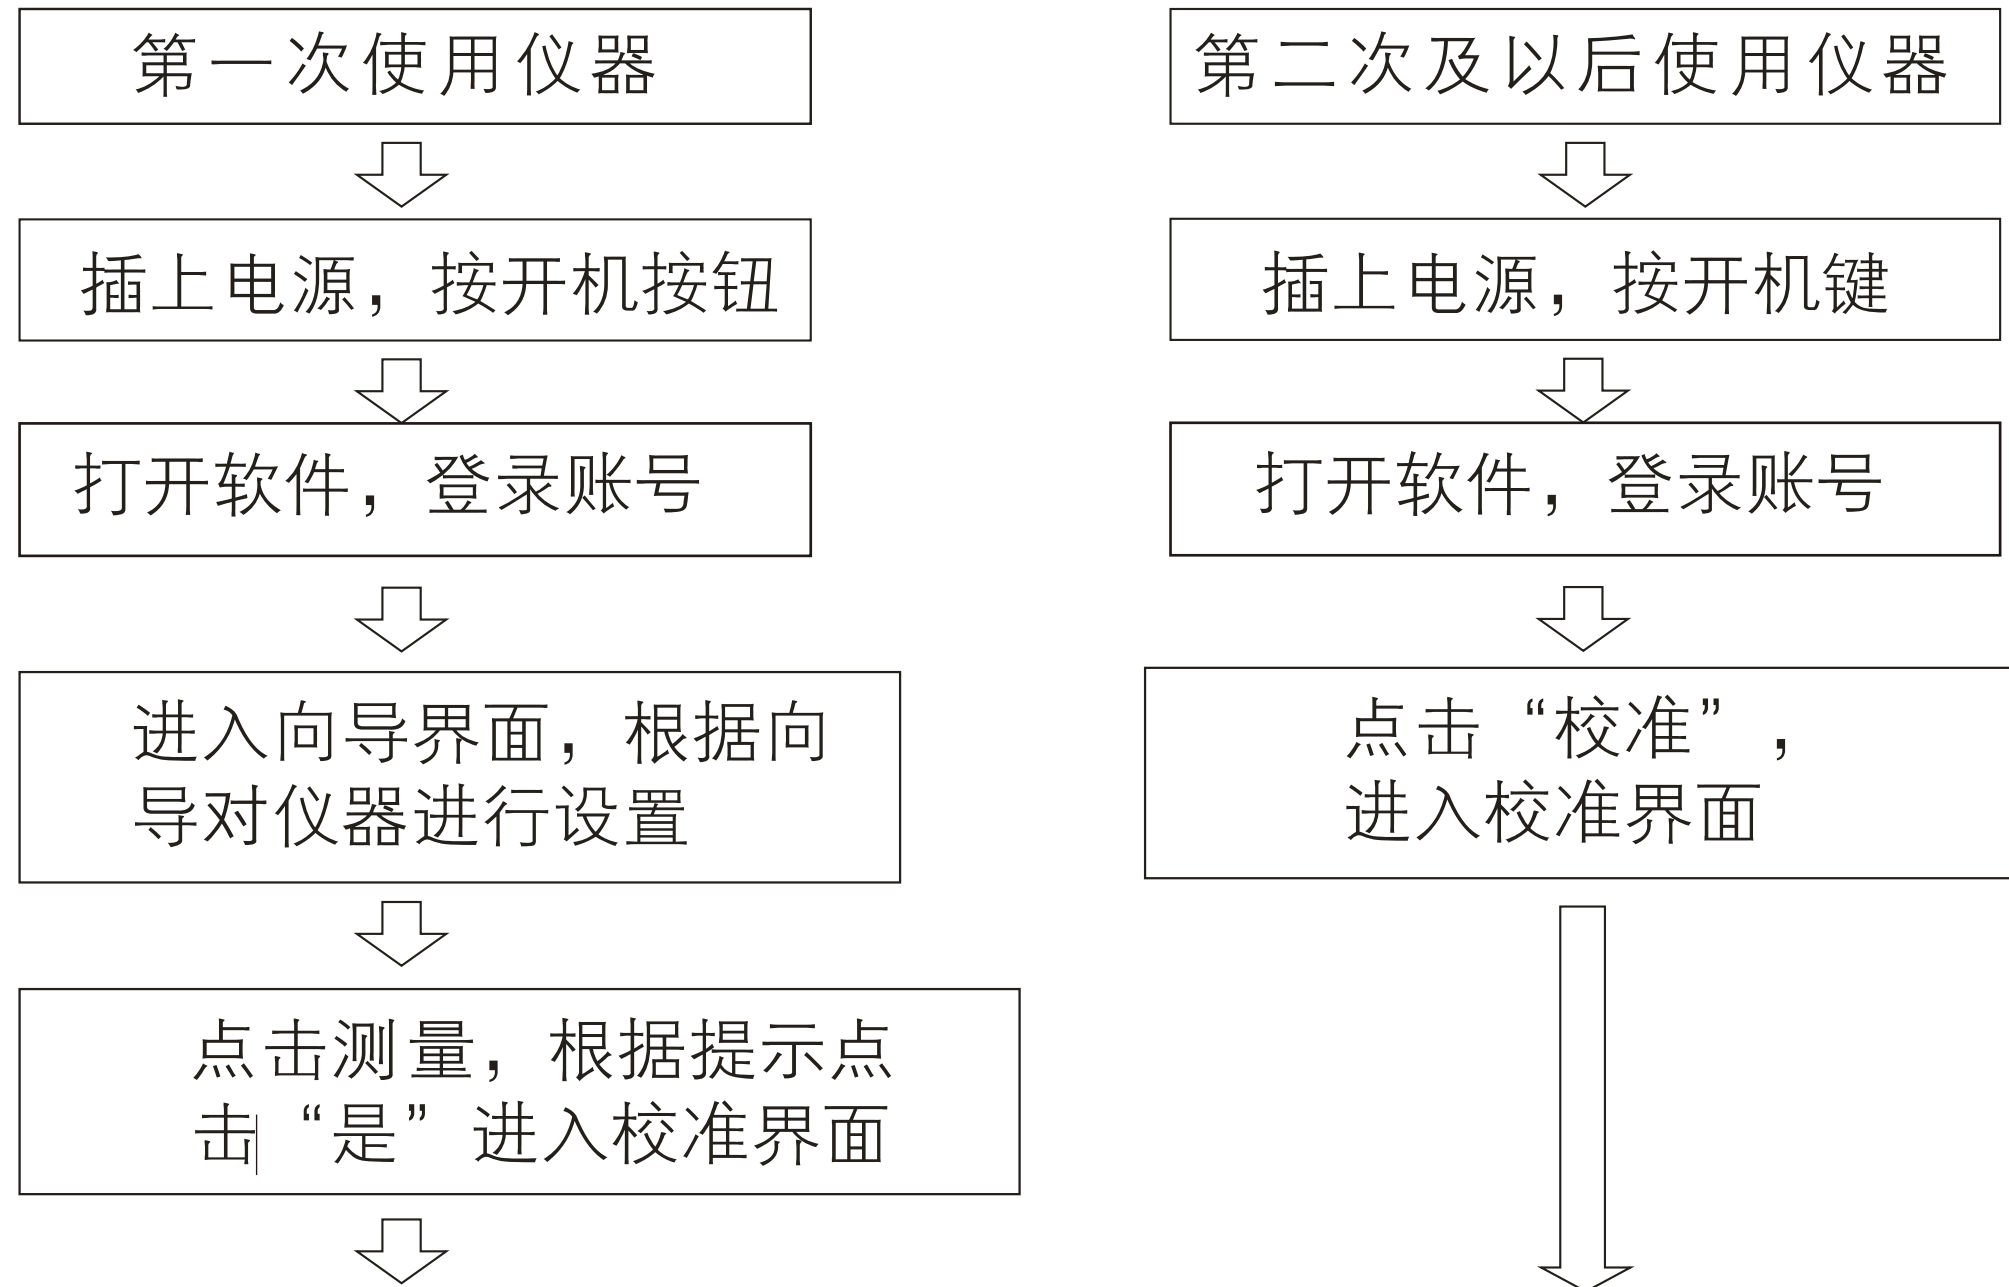 第一次使用仪器
插上电源，按开机按钮
打开软件，登录账号
进入向导界面，根据向
导对仪器进行设置
点击测量，根据提示点
击“是”进入校准界面
第二次及以后使用仪器
插上电源，按开机键
打开软件，登录账号
点击“校准”，
进入校准界面